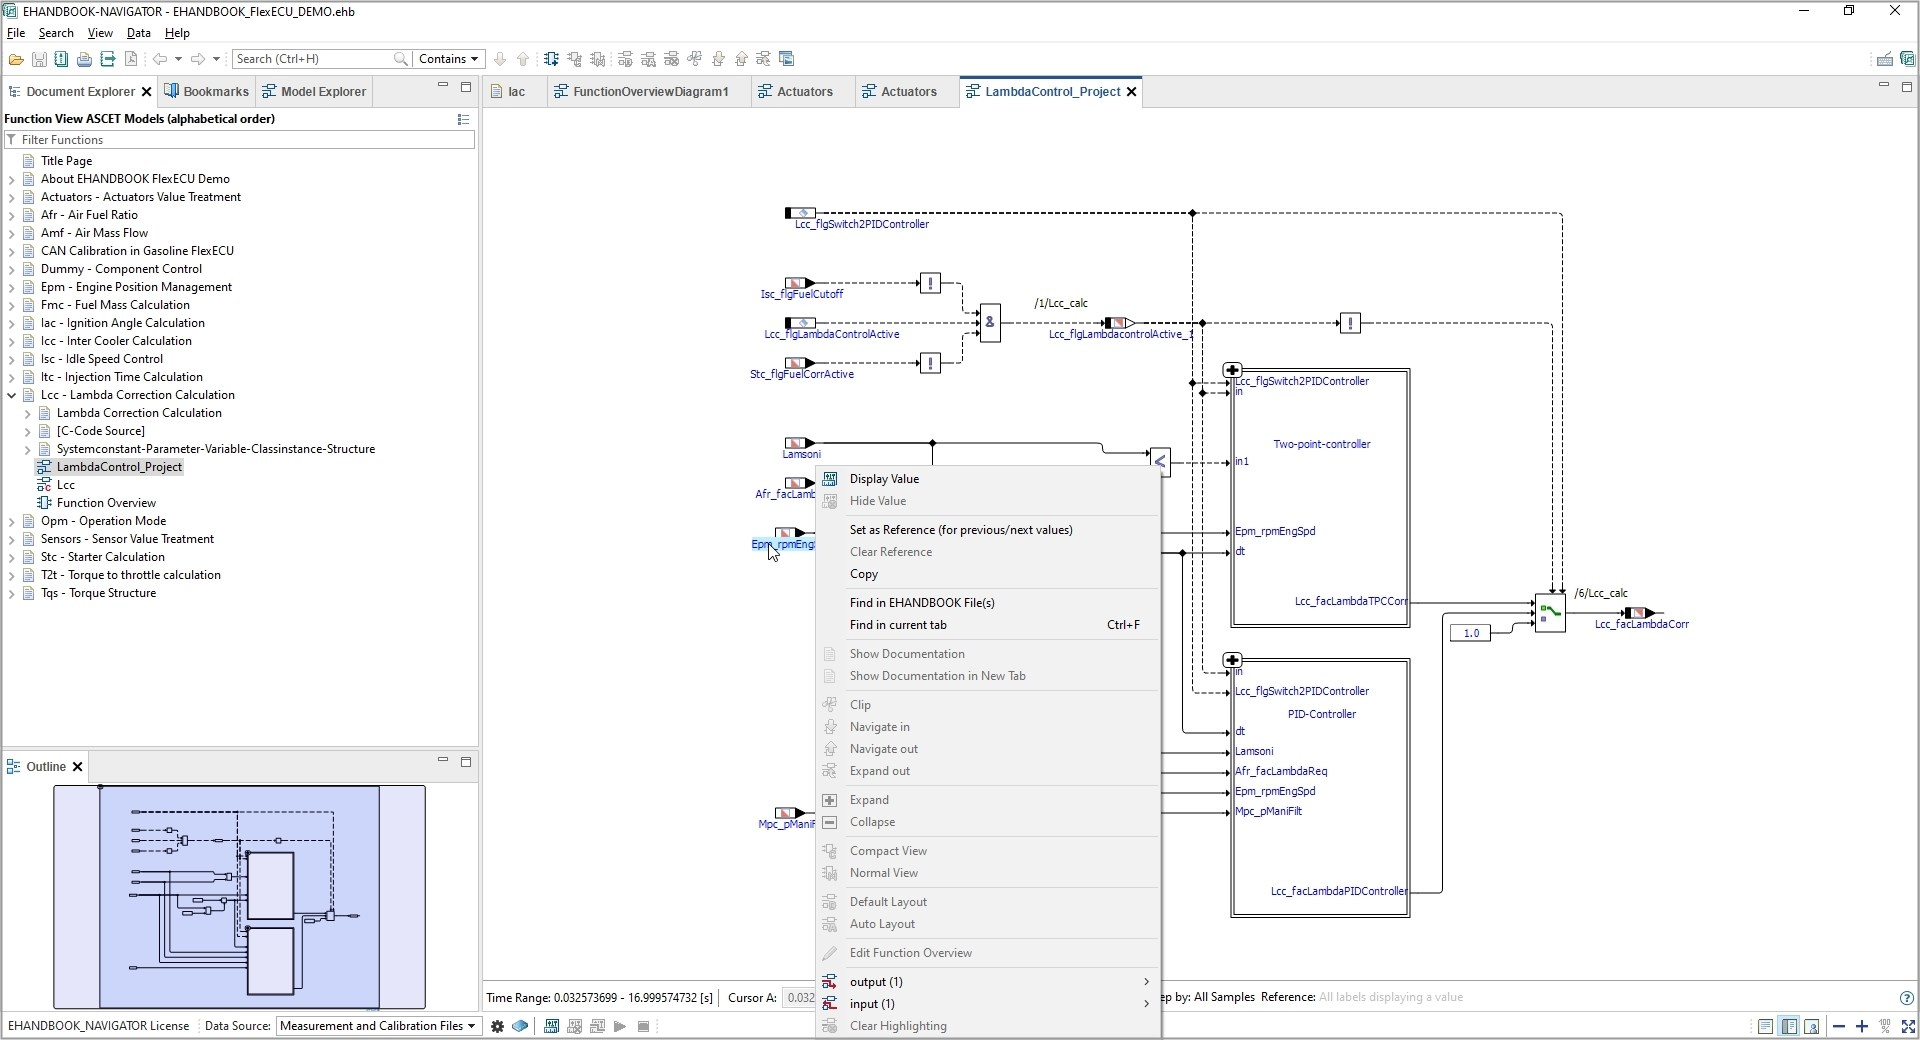 EHANDBOOK-NAVIGATOR - EHANDBOOK_FlexECU_DEMO.ehb
File Search View Data Help
Search (Ctrl+H) Contains
Document Explorer Bookmarks Model Explorer
Iac FunctionOverviewDiagram1 Actuators Actuators LambdaControl_Project
Function View ASCET Models (alphabetical order)
Filter Functions
Title Page
About EHANDBOOK FlexECU Demo
Actuators - Actuators Value Treatment
Afr - Air Fuel Ratio
Amf - Air Mass Flow
CAN Calibration in Gasoline FlexECU
Dummy - Component Control
Epm - Engine Position Management
Fmc - Fuel Mass Calculation
Iac - Ignition Angle Calculation
Icc - Inter Cooler Calculation
Isc - Idle Speed Control
Itc - Injection Time Calculation
Lcc - Lambda Correction Calculation
Lambda Correction Calculation
[C-Code Source]
Systemconstant-Parameter-Variable-Classinstance-Structure
LambdaControl_Project
Lcc
Function Overview
Opm - Operation Mode
Sensors - Sensor Value Treatment
Stc - Starter Calculation
T2t - Torque to throttle calculation
Tqs - Torque Structure
Outline
Lcc_flgSwitch2PIDController
Isc_flgFuelCutoff
!
Lcc_flgLambdaControlActive
&
/1/Lcc_calc
Lcc_flgLambdacontrolActive_1
!
Stc_flgFuelCorrActive
!
Lamsoni
<
Afr_facLamb
Epm_rpmEngS
Mpc_pManiF
Lcc_flgSwitch2PIDController
in
Two-point-controller
in1
Epm_rpmEngSpd
dt
Lcc_facLambdaTPCCorr
/6/Lcc_calc
1.0
Lcc_facLambdaCorr
in
Lcc_flgSwitch2PIDController
PID-Controller
dt
Lamsoni
Afr_facLambdaReq
Epm_rpmEngSpd
Mpc_pManiFilt
Lcc_facLambdaPIDController
Display Value
Hide Value
Set as Reference (for previous/next values)
Clear Reference
Copy
Find in EHANDBOOK File(s)
Find in current tab Ctrl+F
Show Documentation
Show Documentation in New Tab
Clip
Navigate in
Navigate out
Expand out
Expand
Collapse
Compact View
Normal View
Default Layout
Auto Layout
Edit Function Overview
output (1)
input (1)
Clear Highlighting
Time Range: 0.032573699 - 16.999574732 [s] Cursor A: 0.032 ep by: All Samples Reference: All labels displaying a value
EHANDBOOK_NAVIGATOR License Data Source: Measurement and Calibration Files